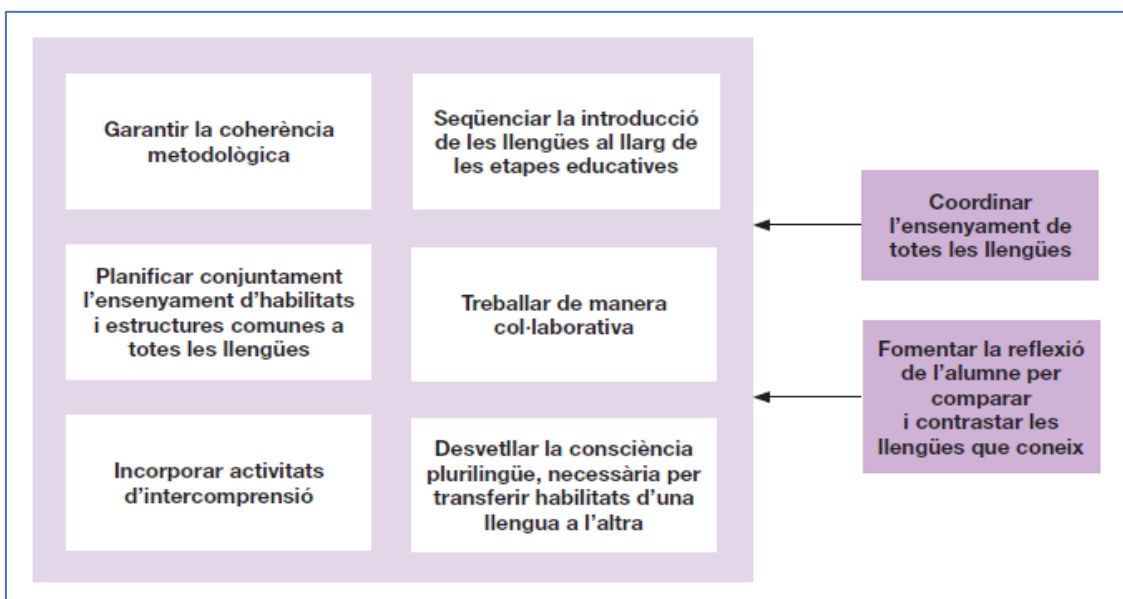 Garantir la coherència
metodològica
Seqüenciar la introducció
de les llengües al llarg de
les etapes educatives
Planificar conjuntament
l'ensenyament d'habilitats
i estructures comunes a
totes les llengües
Treballar de manera
col·laborativa
Incorporar activitats
d'intercomprensió
Desvetllar la consciència
plurilingüe, necessària per
transferir habilitats d'una
llengua a l'altra
Coordinar
l'ensenyament de
totes les llengües
Fomentar la reflexió
de l'alumne per
comparar
i contrastar les
llengües que coneix